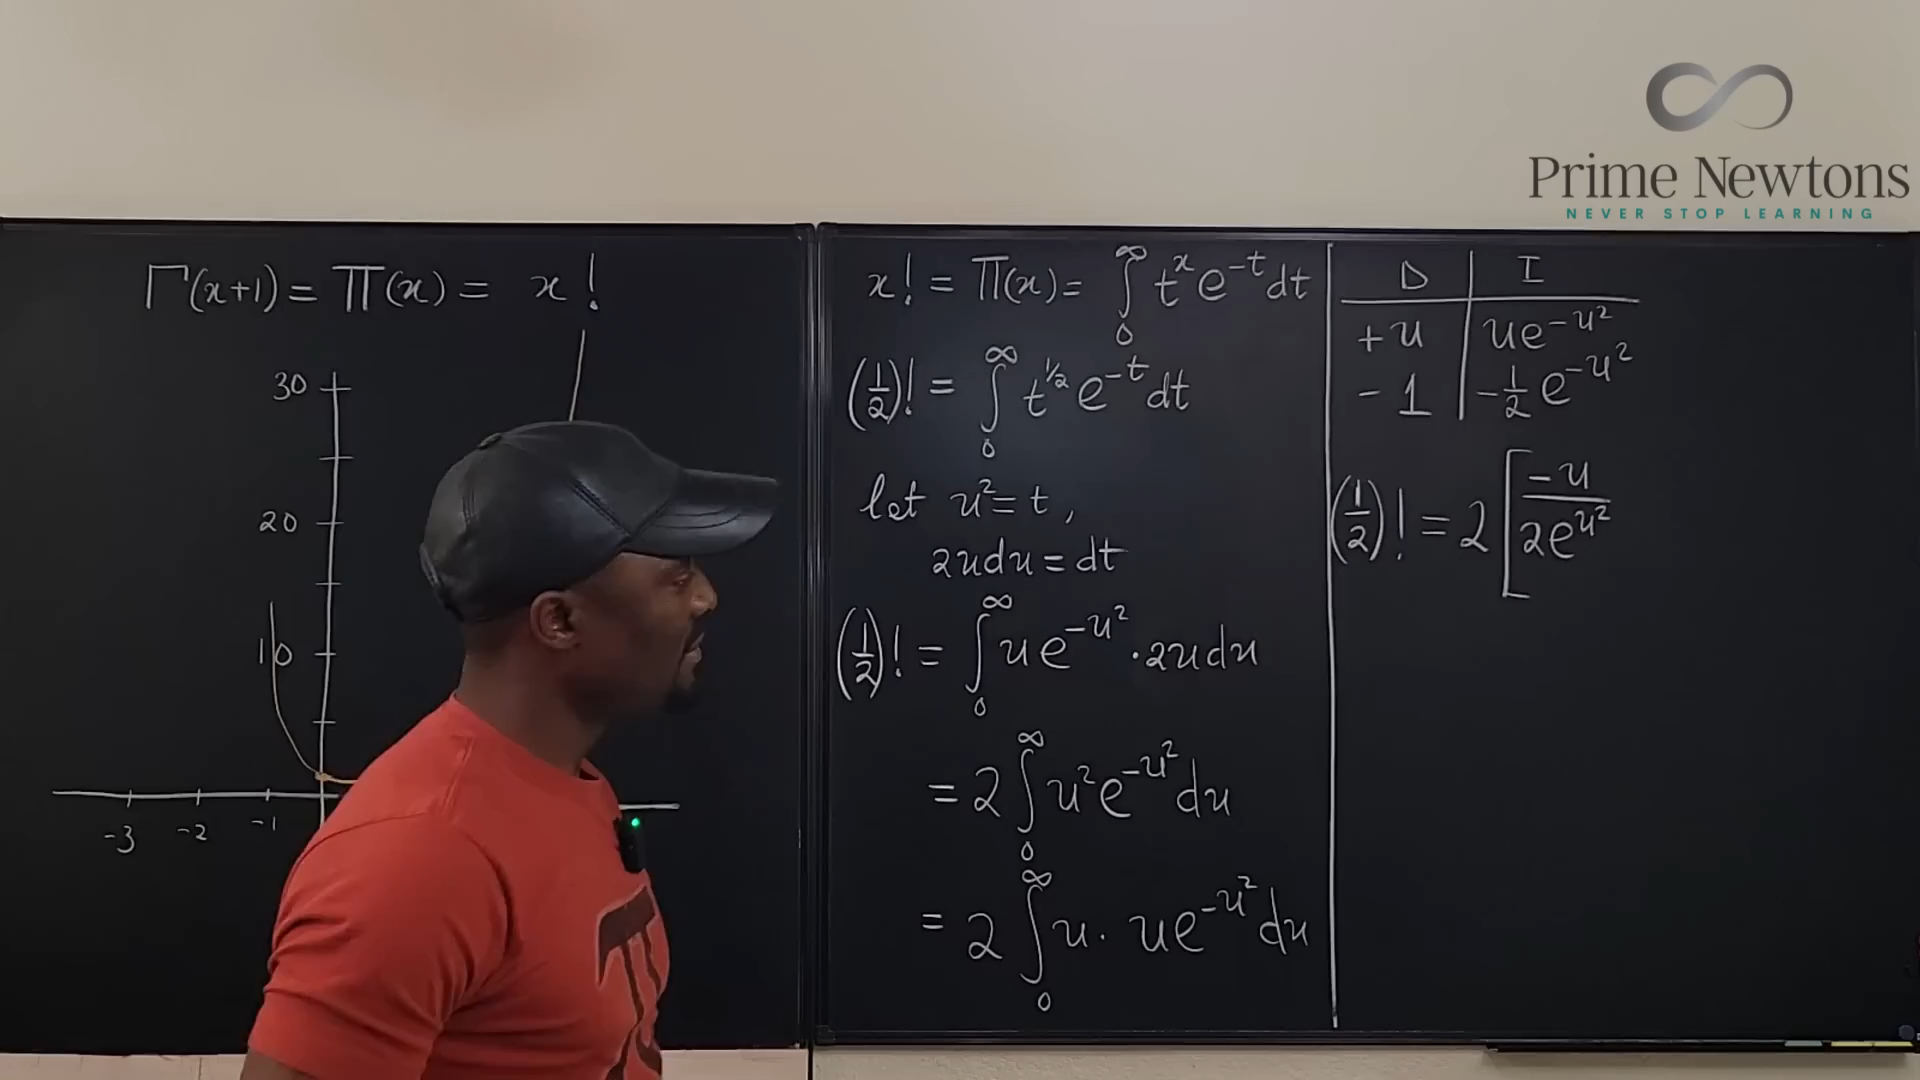 Prime Newtons
NEVER STOP LEARNING
Γ(x+1) = Π(x) = x!
30
20
10
-3 -2 -1
x! = Π(x) = ∫₀^∞ t^x e^-t dt
(1/2)! = ∫₀^∞ t^1/2 e^-t dt
let u² = t,
2udu = dt
(1/2)! = ∫₀^∞ u e^-u² · 2udu
= 2 ∫₀^∞ u² e^-u² du
= 2 ∫₀^∞ u · u e^-u² du
D I
+ u ue^-u²
- 1 -1/2 e^-u²
(1/2)! = 2 [ -u/2e^u²
π